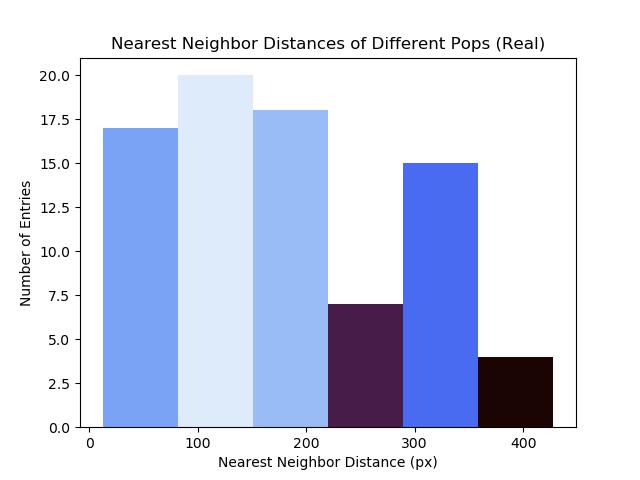 Nearest Neighbor Distances of Different Pops (Real)
20.0
17.5
15.0
12.5
10.0
7.5
5.0
2.5
0.0
Number of Entries
0 100 200 300 400
Nearest Neighbor Distance (px)